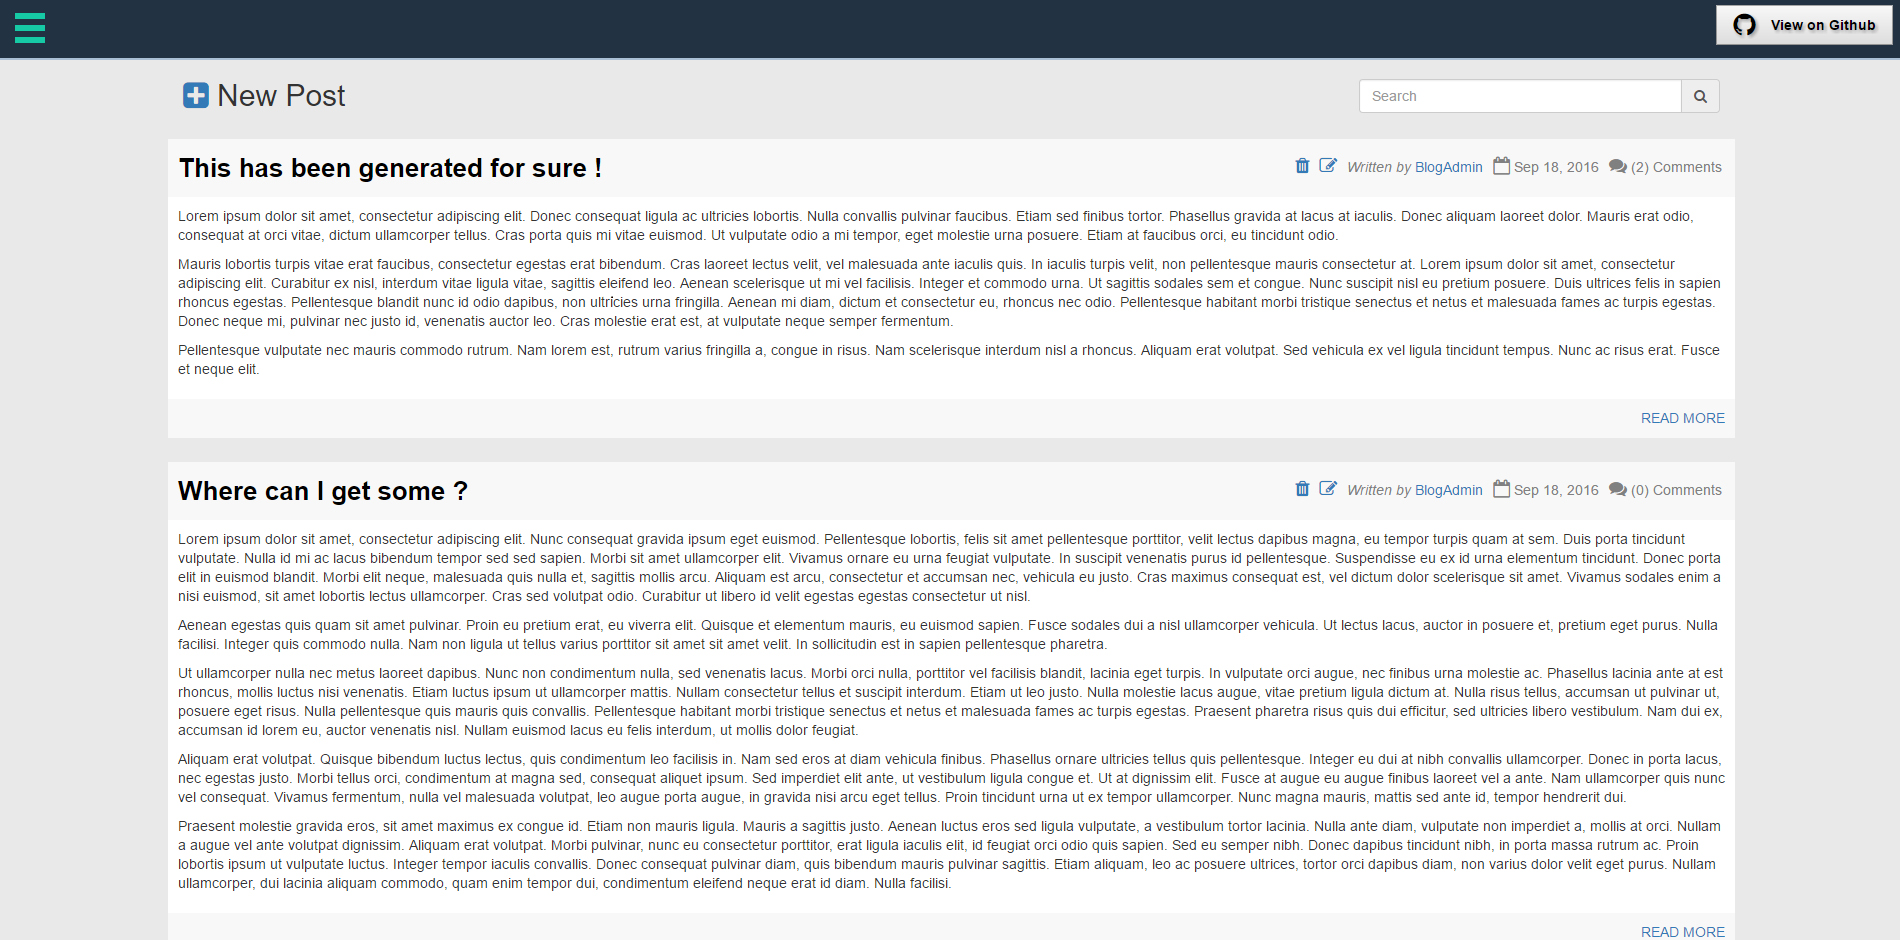 View on Github
New Post
Search
This has been generated for sure !
Written by BlogAdmin Sep 18, 2016 (2) Comments
Lorem ipsum dolor sit amet, consectetur adipiscing elit. Donec consequat ligula ac ultricies lobortis. Nulla convallis pulvinar faucibus. Etiam sed finibus tortor. Phasellus gravida at lacus at iaculis. Donec aliquam laoreet dolor. Mauris erat odio,
consequat at orci vitae, dictum ullamcorper tellus. Cras porta quis mi vitae euismod. Ut vulputate odio a mi tempor, eget molestie urna posuere. Etiam at faucibus orci, eu tincidunt odio.
Mauris lobortis turpis vitae erat faucibus, consectetur egestas erat bibendum. Cras laoreet lectus velit, vel malesuada ante iaculis quis. In iaculis turpis velit, non pellentesque mauris consectetur at. Lorem ipsum dolor sit amet, consectetur
adipiscing elit. Curabitur ex nisl, interdum vitae ligula vitae, sagittis eleifend leo. Aenean scelerisque ut mi vel facilisis. Integer et commodo urna. Ut sagittis sodales sem et congue. Nunc suscipit nisl eu pretium posuere. Duis ultrices felis in sapien
rhoncus egestas. Pellentesque blandit nunc id odio dapibus, non ultricies urna fringilla. Aenean mi diam, dictum et consectetur eu, rhoncus nec odio. Pellentesque habitant morbi tristique senectus et netus et malesuada fames ac turpis egestas.
Donec neque mi, pulvinar nec justo id, venenatis auctor leo. Cras molestie erat est, at vulputate neque semper fermentum.
Pellentesque vulputate nec mauris commodo rutrum. Nam lorem est, rutrum varius fringilla a, congue in risus. Nam scelerisque interdum nisl a rhoncus. Aliquam erat volutpat. Sed vehicula ex vel ligula tincidunt tempus. Nunc ac risus erat. Fusce
et neque elit.
READ MORE
Where can I get some ?
Written by BlogAdmin Sep 18, 2016 (0) Comments
Lorem ipsum dolor sit amet, consectetur adipiscing elit. Nunc consequat gravida ipsum eget euismod. Pellentesque lobortis, felis sit amet pellentesque porttitor, velit lectus dapibus magna, eu tempor turpis quam at sem. Duis porta tincidunt
vulputate. Nulla id mi ac lacus bibendum tempor sed sed sapien. Morbi sit amet ullamcorper elit. Vivamus ornare eu urna feugiat vulputate. In suscipit venenatis purus id pellentesque. Suspendisse eu ex id urna elementum tincidunt. Donec porta
elit in euismod blandit. Morbi elit neque, malesuada quis nulla et, sagittis mollis arcu. Aliquam est arcu, consectetur et accumsan nec, vehicula eu justo. Cras maximus consequat est, vel dictum dolor scelerisque sit amet. Vivamus sodales enim a
nisi euismod, sit amet lobortis lectus ullamcorper. Cras sed volutpat odio. Curabitur ut libero id velit egestas egestas consectetur ut nisl.
Aenean egestas quis quam sit amet pulvinar. Proin eu pretium erat, eu viverra elit. Quisque et elementum mauris, eu euismod sapien. Fusce sodales dui a nisl ullamcorper vehicula. Ut lectus lacus, auctor in posuere et, pretium eget purus. Nulla
facilisi. Integer quis commodo nulla. Nam non ligula ut tellus varius porttitor sit amet sit amet velit. In sollicitudin est in sapien pellentesque pharetra.
Ut ullamcorper nulla nec metus laoreet dapibus. Nunc non condimentum nulla, sed venenatis lacus. Morbi orci nulla, porttitor vel facilisis blandit, lacinia eget turpis. In vulputate orci augue, nec finibus urna molestie ac. Phasellus lacinia ante at est
rhoncus, mollis luctus nisi venenatis. Etiam luctus ipsum ut ullamcorper mattis. Nullam consectetur tellus et suscipit interdum. Etiam ut leo justo. Nulla molestie lacus augue, vitae pretium ligula dictum at. Nulla risus tellus, accumsan ut pulvinar ut,
posuere eget risus. Nulla pellentesque quis mauris quis convallis. Pellentesque habitant morbi tristique senectus et netus et malesuada fames ac turpis egestas. Praesent pharetra risus quis dui efficitur, sed ultricies libero vestibulum. Nam dui ex,
accumsan id lorem eu, auctor venenatis nisl. Nullam euismod lacus eu felis interdum, ut mollis dolor feugiat.
Aliquam erat volutpat. Quisque bibendum luctus lectus, quis condimentum leo facilisis in. Nam sed eros at diam vehicula finibus. Phasellus ornare ultricies tellus quis pellentesque. Integer eu dui at nibh convallis ullamcorper. Donec in porta lacus,
nec egestas justo. Morbi tellus orci, condimentum at magna sed, consequat aliquet ipsum. Sed imperdiet elit ante, ut vestibulum ligula congue et. Ut at dignissim elit. Fusce at augue eu augue finibus laoreet vel a ante. Nam ullamcorper quis nunc
vel consequat. Vivamus fermentum, nulla vel malesuada volutpat, leo augue porta augue, in gravida nisi arcu eget tellus. Proin tincidunt urna ut ex tempor ullamcorper. Nunc magna mauris, mattis sed ante id, tempor hendrerit dui.
Praesent molestie gravida eros, sit amet maximus ex congue id. Etiam non mauris ligula. Mauris a sagittis justo. Aenean luctus eros sed ligula vulputate, a vestibulum tortor lacinia. Nulla ante diam, vulputate non imperdiet a, mollis at orci. Nullam
a augue vel ante volutpat dignissim. Aliquam erat volutpat. Morbi pulvinar, nunc eu consectetur porttitor, erat ligula iaculis elit, id feugiat orci odio quis sapien. Sed eu semper nibh. Donec dapibus tincidunt nibh, in porta massa rutrum ac. Proin
lobortis ipsum ut vulputate luctus. Integer tempor iaculis convallis. Donec consequat pulvinar diam, quis bibendum mauris pulvinar sagittis. Etiam aliquam, leo ac posuere ultrices, tortor orci dapibus diam, non varius dolor velit eget purus. Nullam
ullamcorper, dui lacinia aliquam commodo, quam enim tempor dui, condimentum eleifend neque erat id diam. Nulla facilisi.
READ MORE